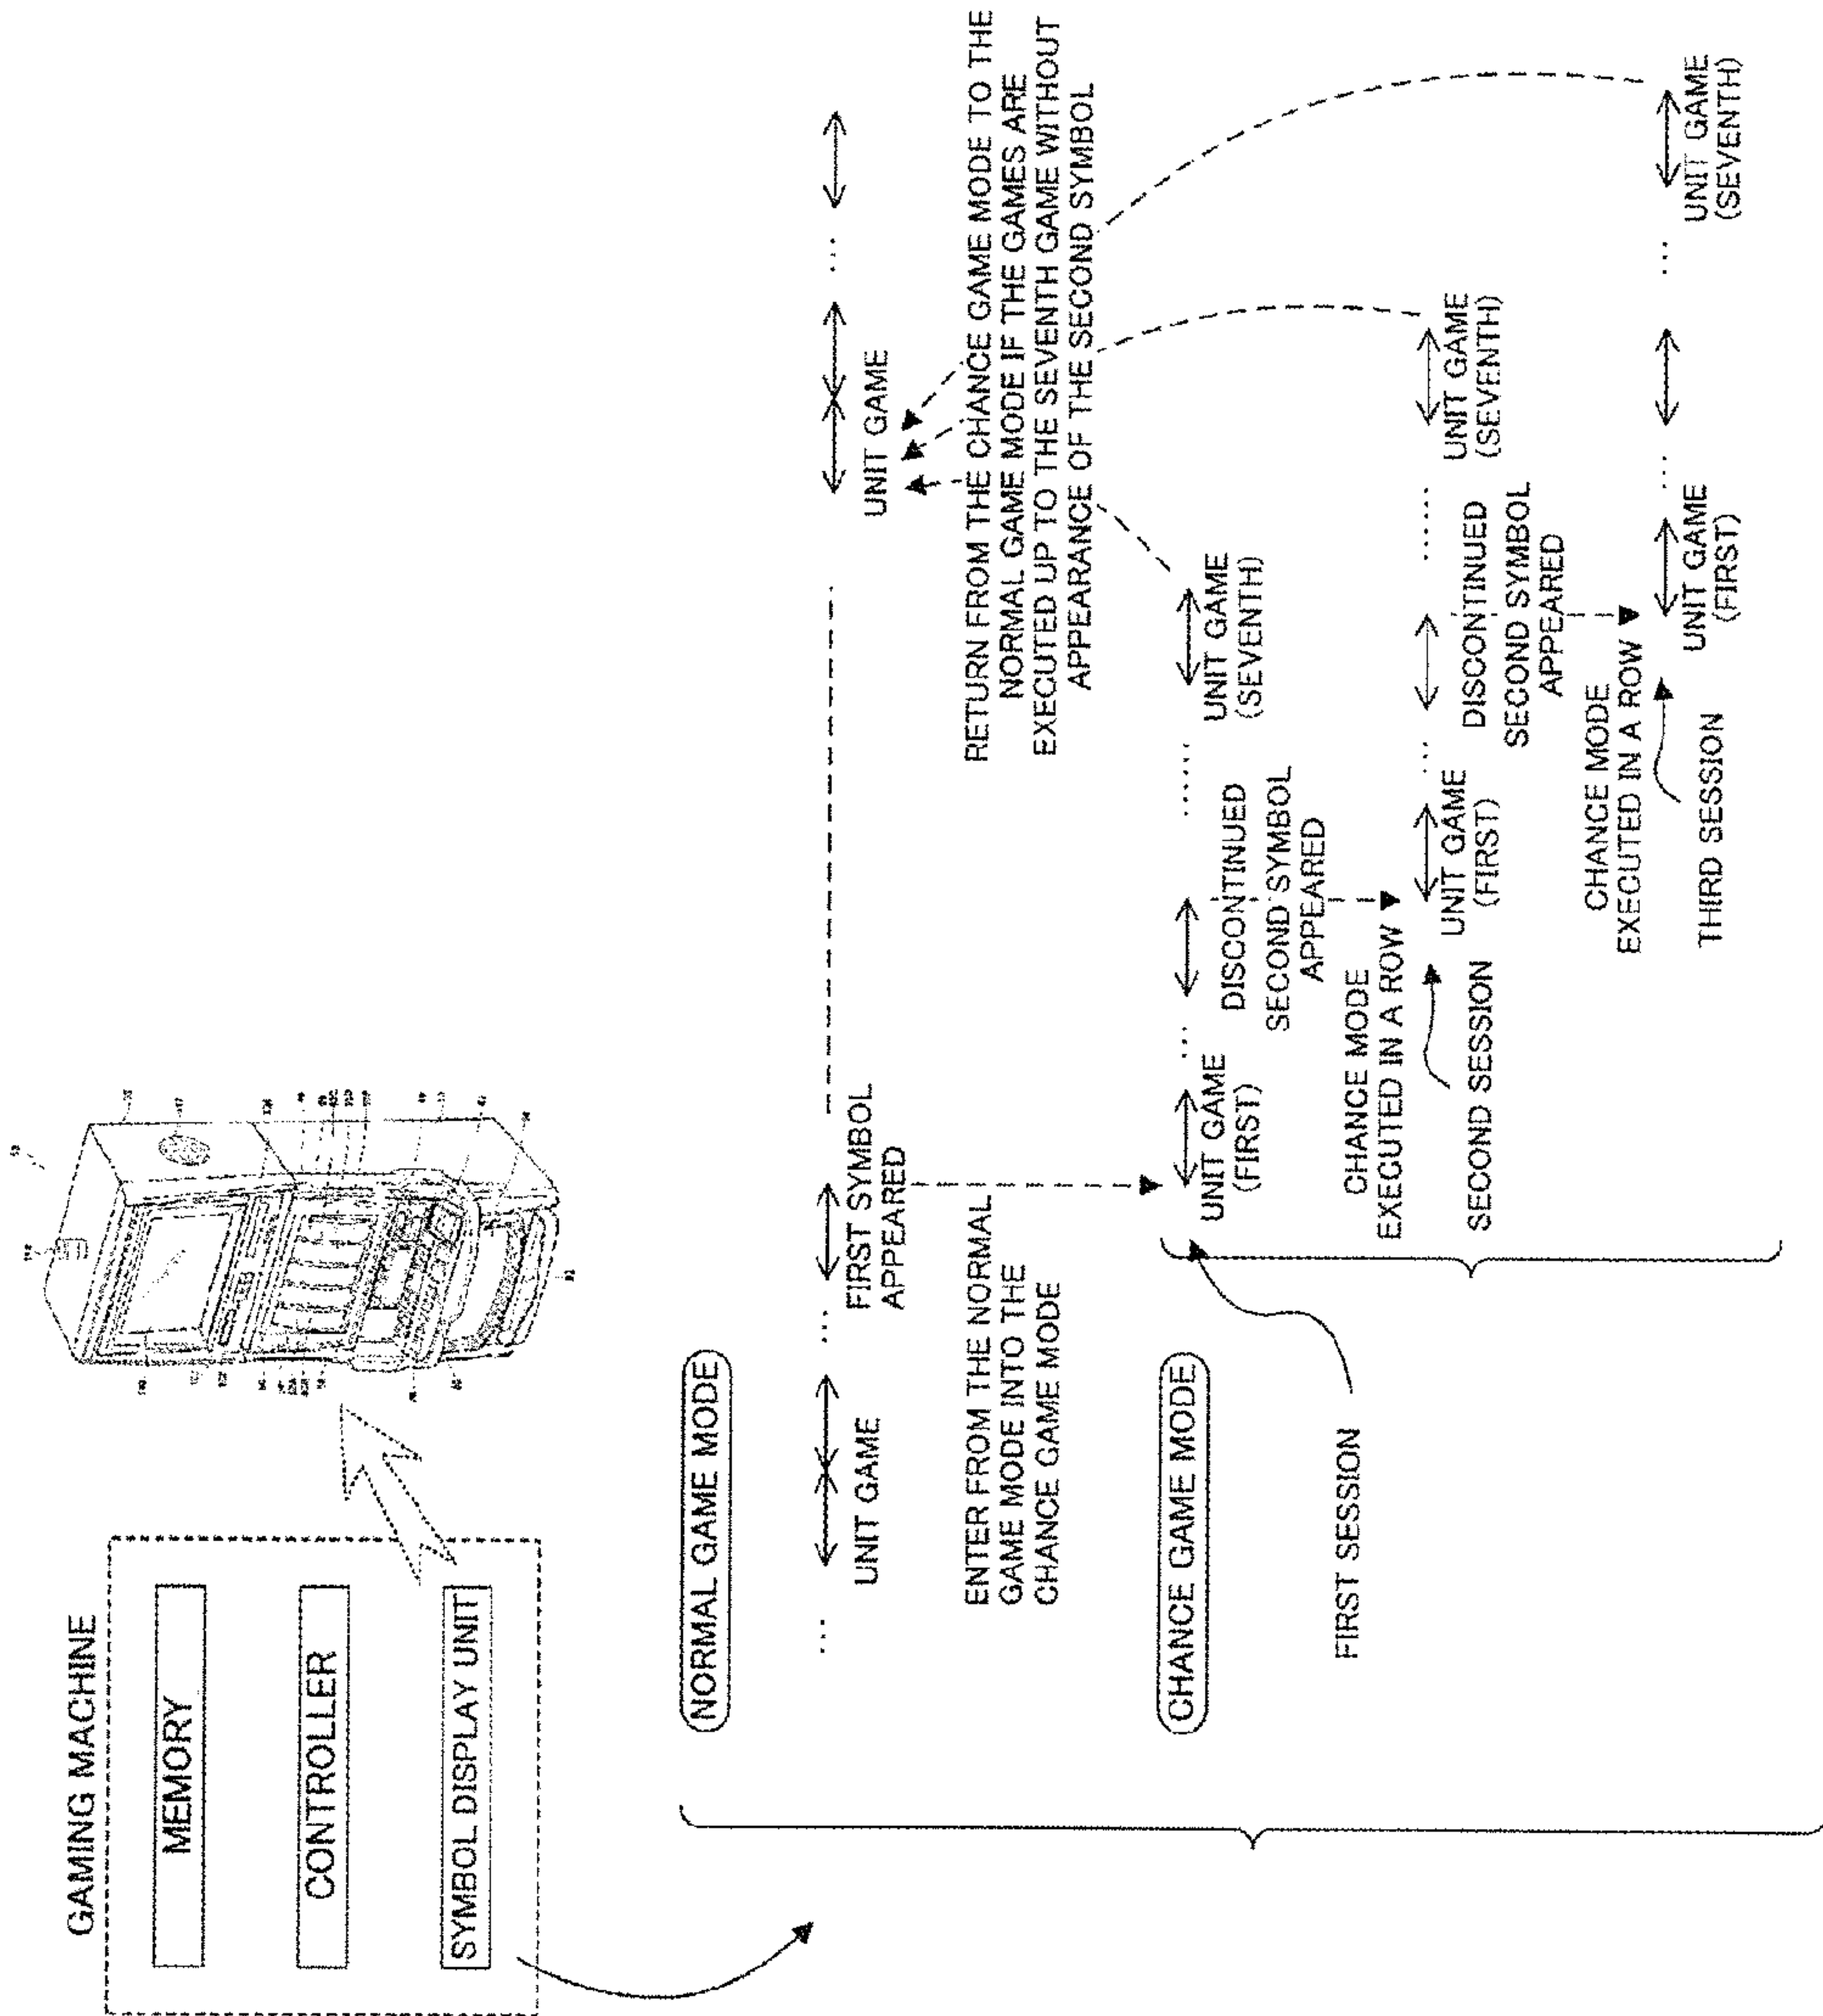 GAMING MACHINE
MEMORY
CONTROLLER
SYMBOL DISPLAY UNIT
NORMAL GAME MODE
...
UNIT GAME
...
FIRST SYMBOL
APPEARED
UNIT GAME
...
ENTER FROM THE NORMAL
GAME MODE INTO THE
CHANCE GAME MODE
RETURN FROM THE CHANCE GAME MODE TO THE
NORMAL GAME MODE IF THE GAMES ARE
EXECUTED UP TO THE SEVENTH GAME WITHOUT
APPEARANCE OF THE SECOND SYMBOL
CHANCE GAME MODE
FIRST SESSION
UNIT GAME
(FIRST)
...
DISCONTINUED
SECOND SYMBOL
APPEARED
......
UNIT GAME
(SEVENTH)
CHANCE MODE
EXECUTED IN A ROW
SECOND SESSION
UNIT GAME
(FIRST)
...
DISCONTINUED
SECOND SYMBOL
APPEARED
......
UNIT GAME
(SEVENTH)
CHANCE MODE
EXECUTED IN A ROW
THIRD SESSION
UNIT GAME
(FIRST)
...
...
UNIT GAME
(SEVENTH)